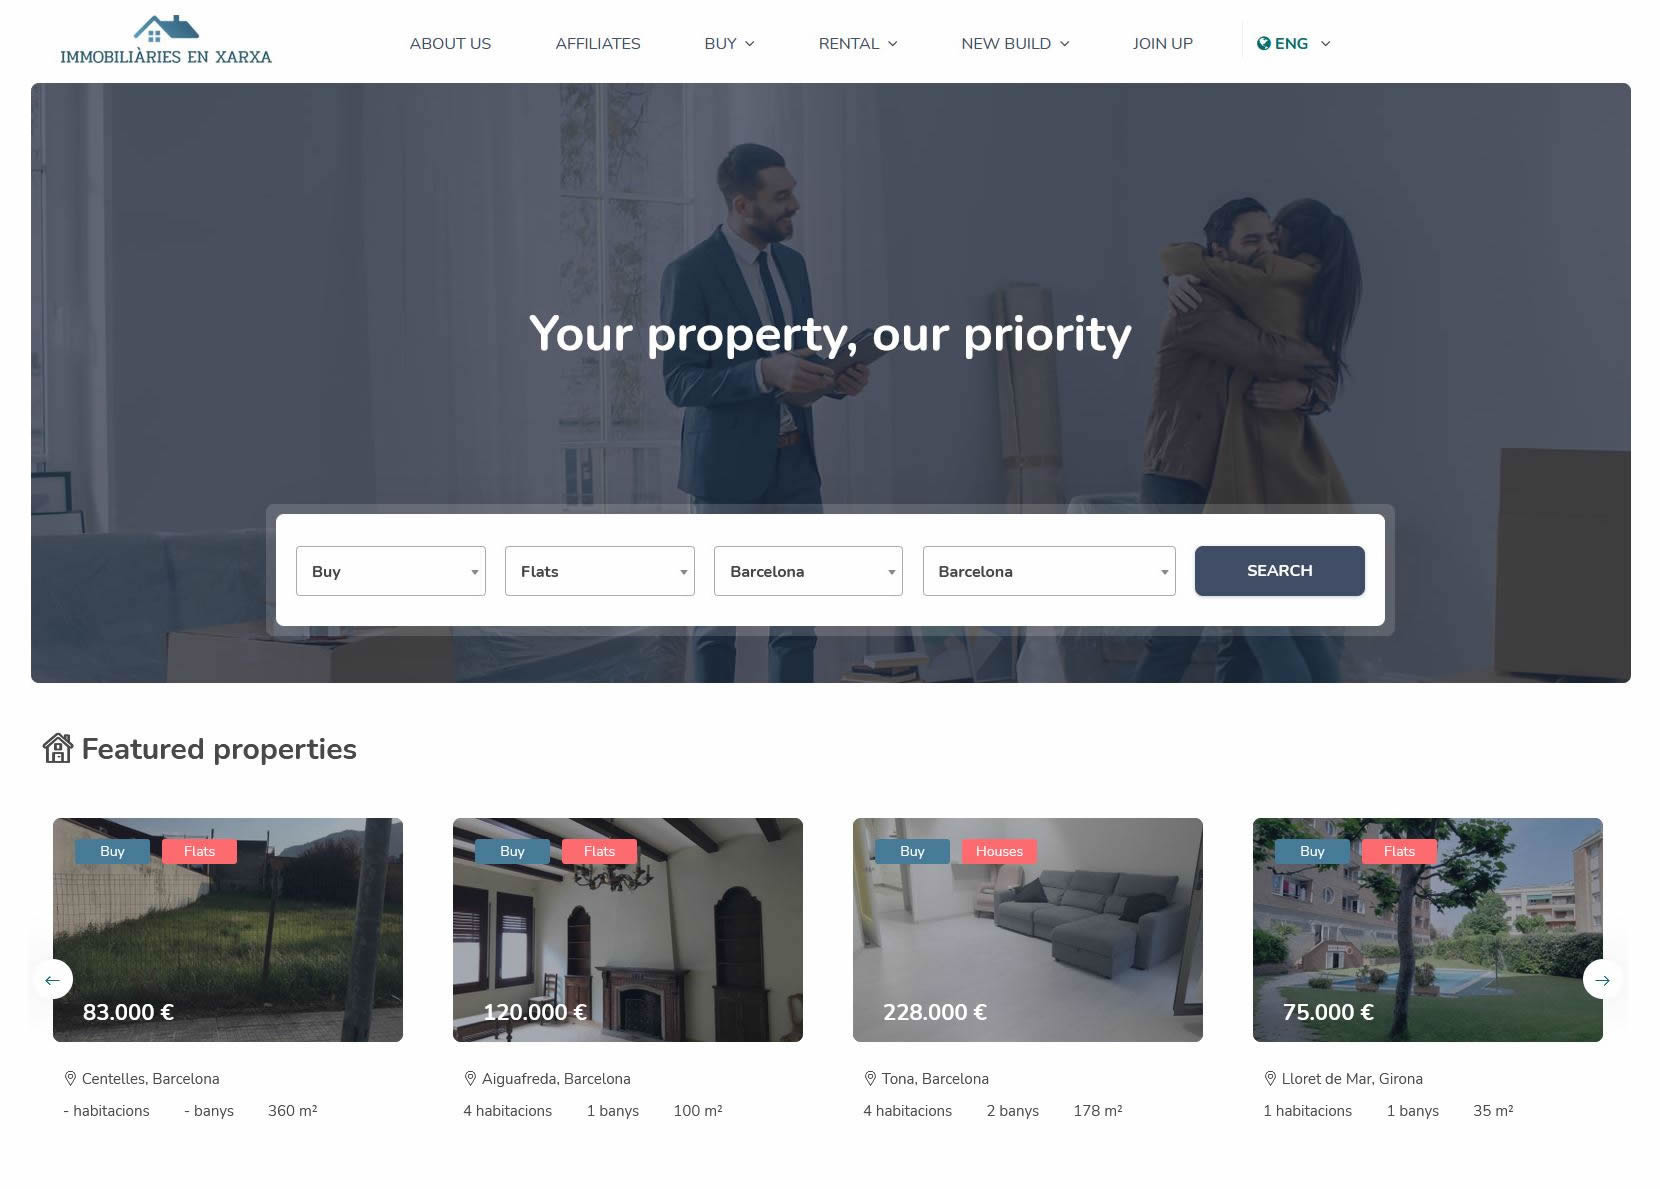 IMMOBILIÀRIES EN XARXA
ABOUT US AFFILIATES BUY RENTAL NEW BUILD JOIN UP ENG
Your property, our priority
Buy Flats Barcelona Barcelona SEARCH
Featured properties
Buy Flats
83.000 €
Centelles, Barcelona
- habitacions - banys 360 m²
Buy Flats
120.000 €
Aiguafreda, Barcelona
4 habitacions 1 banys 100 m²
Buy Houses
228.000 €
Tona, Barcelona
4 habitacions 2 banys 178 m²
Buy Flats
75.000 €
Lloret de Mar, Girona
1 habitacions 1 banys 35 m²